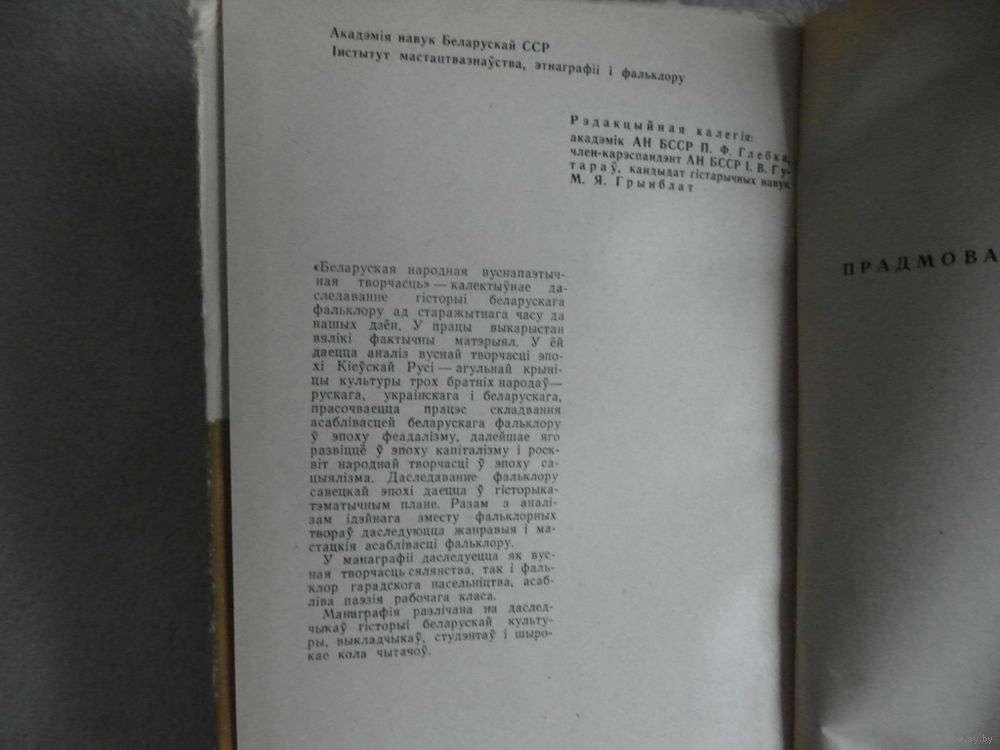 Акадэмія навук Беларускай ССР
Інстытут мастацтвазнаўства, этнаграфіі і фальклору
Рэдакцыйная калегія:
акадэмік АН БССР П. Ф. Глебка,
член-карэспандэнт АН БССР І. В. Гу-
тараў, кандыдат гістарычных навук
М. Я. Грынблат
«Беларуская народная вуснапаэтыч-
ная творчасць» — калектыўнае да-
следаванне гісторыі беларускага
фальклору ад старажытнага часу да
нашых дзён. У працы выкарыстан
вялікі фактычны матэрыял. У ёй
даецца аналіз вуснай творчасці эпо-
хі Кіеўскай Русі — агульнай крыні-
цы культуры трох братніх народаў —
рускага, украінскага і беларускага,
прасочваецца працэс складвання
асаблівасцей беларускага фальклору
ў эпоху феадалізму, далейшае яго
развіццё ў эпоху капіталізму і роск-
віт народнай творчасці ў эпоху са-
цыялізма. Даследаванне фальклору
савецкай эпохі даецца ў гісторыка-
тэматычным плане. Разам з аналі-
зам ідэйнага зместу фальклорных
твораў даследуюцца жанравыя і ма-
стацкія асаблівасці фальклору.
У манаграфіі даследуецца як вус-
ная творчасць сялянства, так і фаль-
клор гарадскога насельніцтва, асаб-
ліва паэзія рабочага класа.
Манаграфія разлічана на даслед-
чыкаў гісторыі беларускай культу-
ры, выкладчыкаў, студэнтаў і шыро-
кае кола чытачоў.
ПРАДМОВА